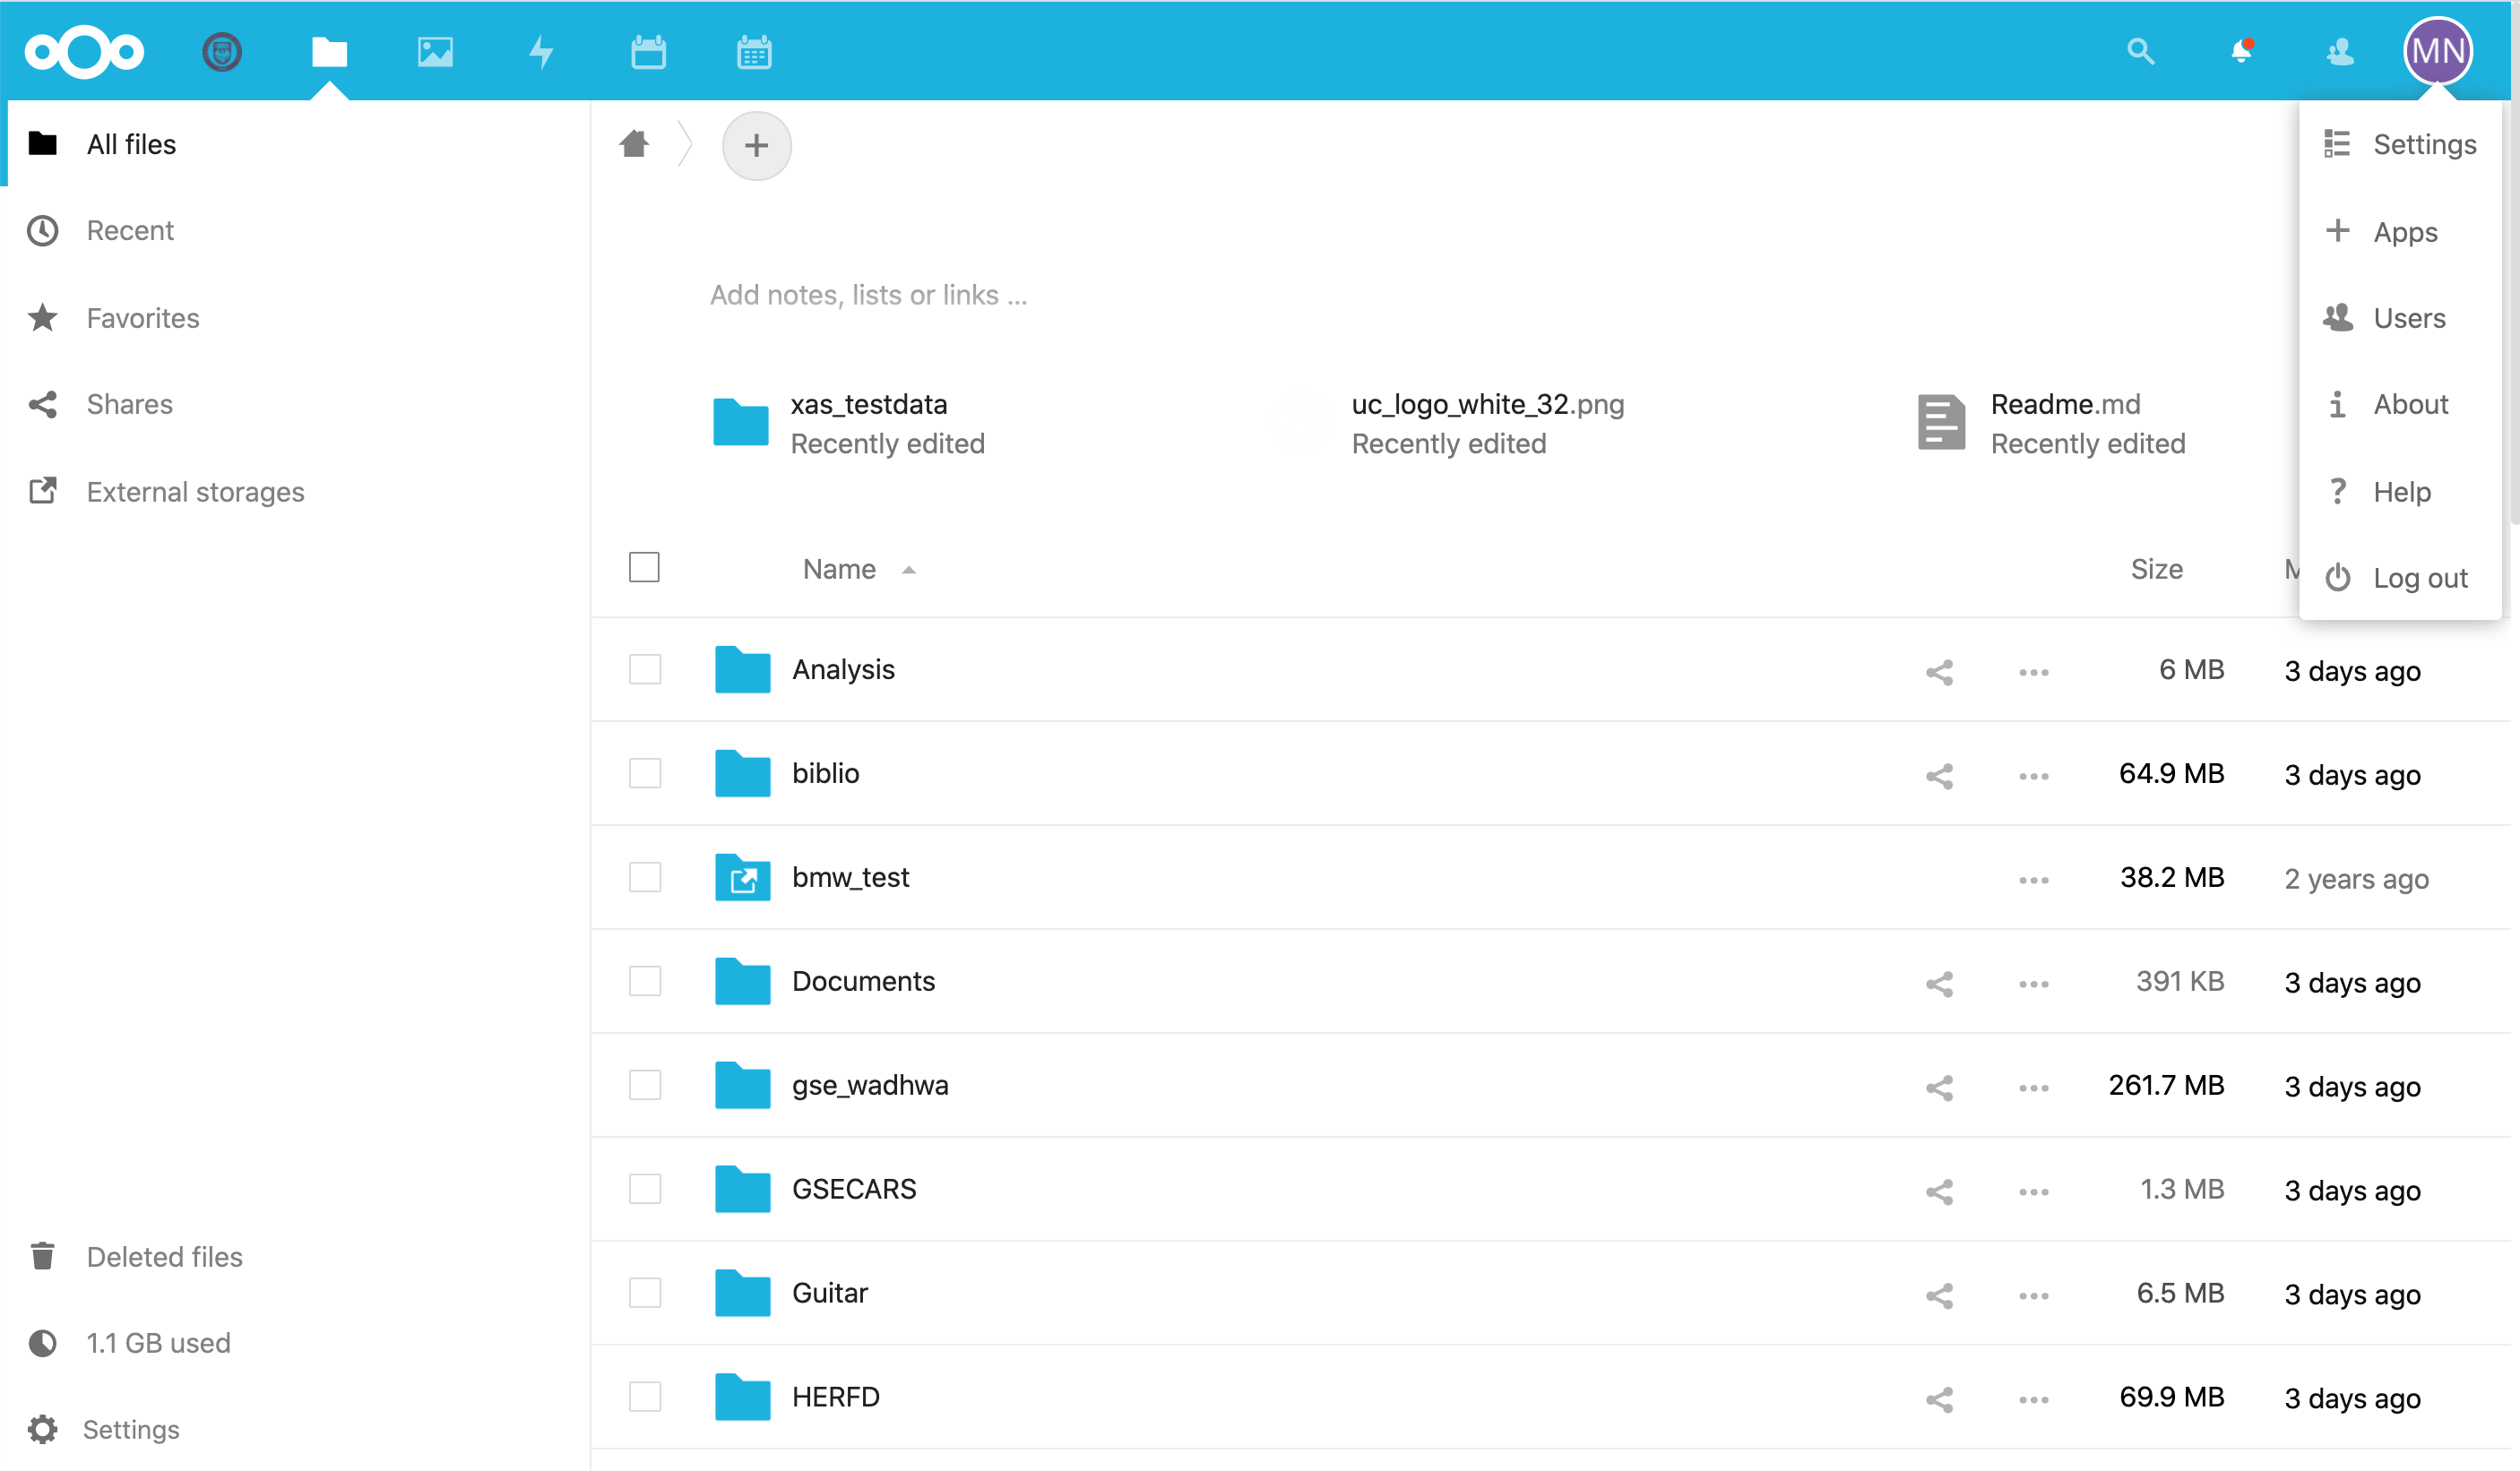 MN
All files
Recent
Favorites
Shares
External storages
Deleted files
1.1 GB used
Settings
Add notes, lists or links ...
xas_testdata
Recently edited
uc_logo_white_32.png
Recently edited
Readme.md
Recently edited
Name Size M
Analysis 6 MB 3 days ago
biblio 64.9 MB 3 days ago
bmw_test 38.2 MB 2 years ago
Documents 391 KB 3 days ago
gse_wadhwa 261.7 MB 3 days ago
GSECARS 1.3 MB 3 days ago
Guitar 6.5 MB 3 days ago
HERFD 69.9 MB 3 days ago
Settings
Apps
Users
About
Help
Log out